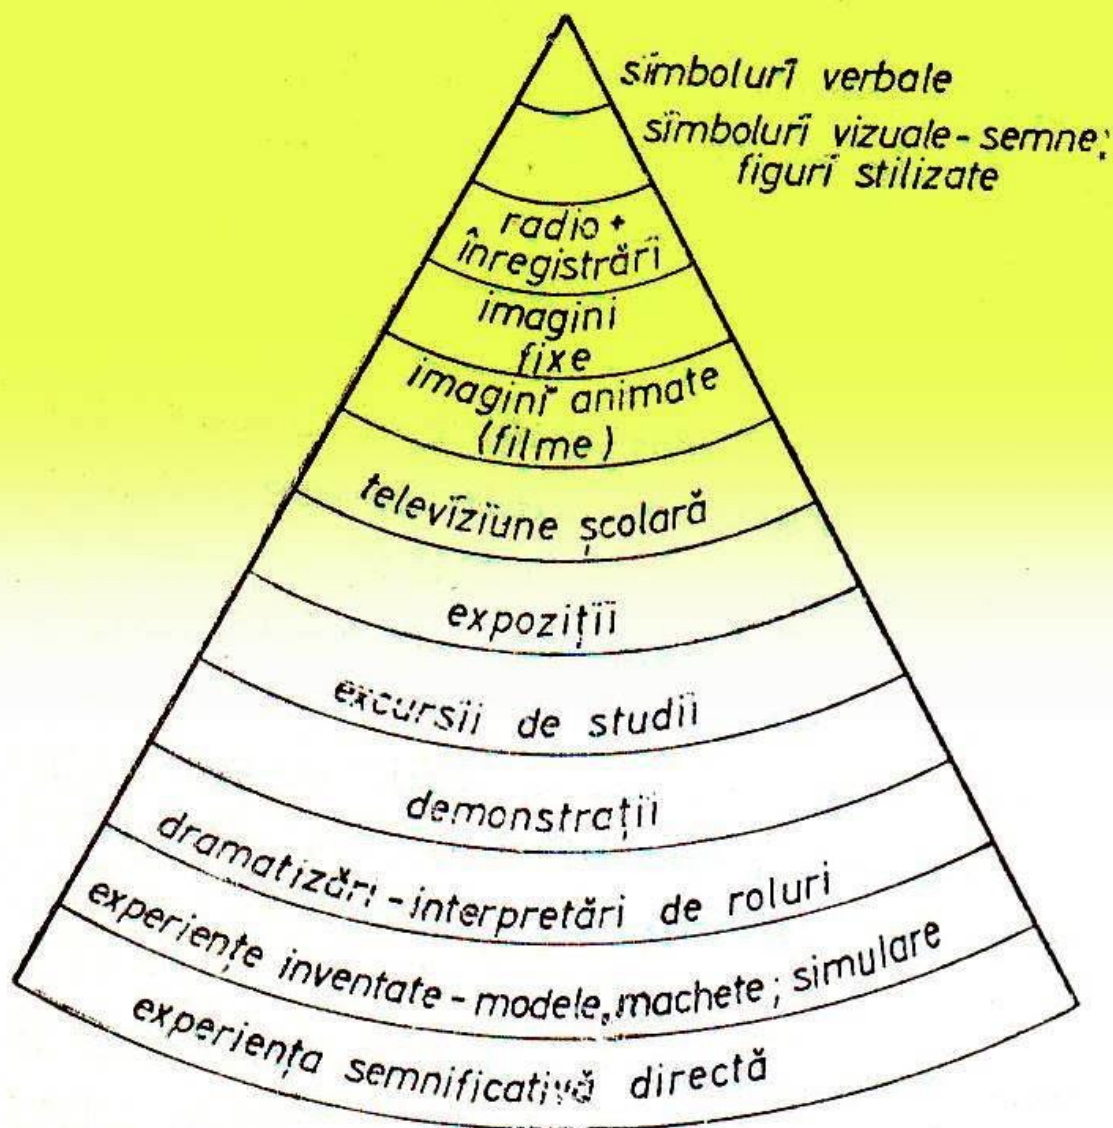 simboluri verbale
simboluri vizuale - semne;
figuri stilizate
radio +
înregistrări
imagini
fixe
imagini animate
(filme)
televiziune școlară
expoziții
excursii de studii
demonstrații
dramatizări - interpretări de roluri
experiențe inventate - modele, machete; simulare
experiența semnificativă directă